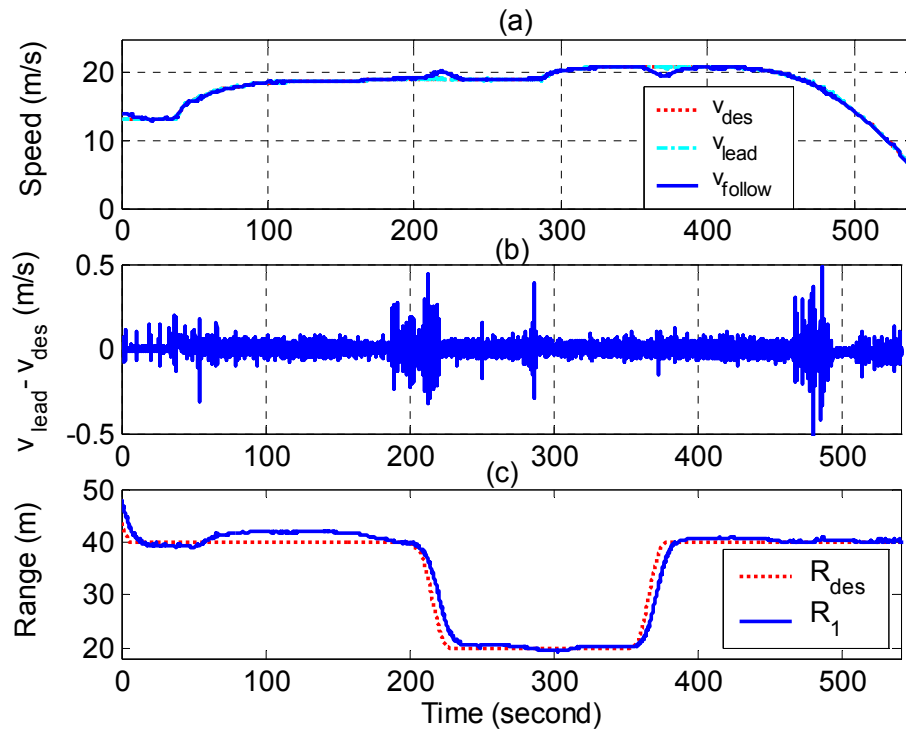 (a)
Speed (m/s)
20
10
0
v_des
v_lead
v_follow
0 100 200 300 400 500
(b)
v_lead - v_des (m/s)
0.5
0
-0.5
0 100 200 300 400 500
(c)
Range (m)
50
40
30
20
R_des
R_1
0 100 200 300 400 500
Time (second)